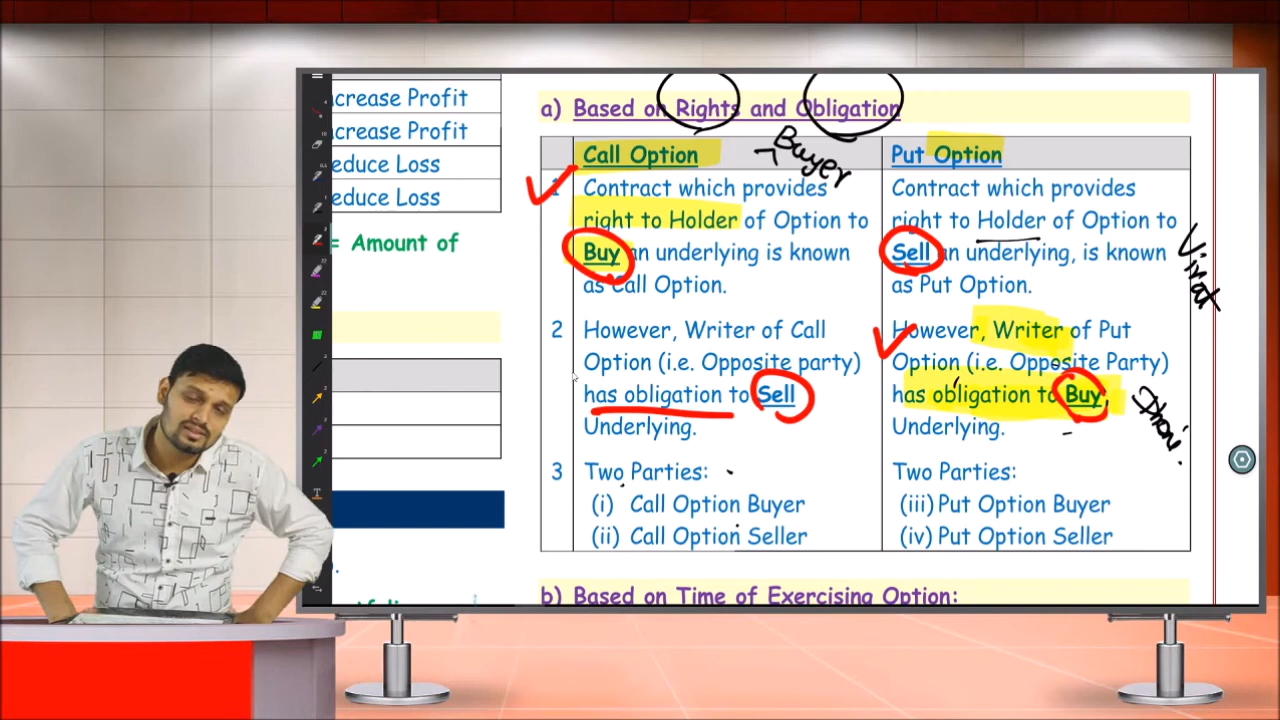 ncrease Profit
ncrease Profit
educe Loss
educe Loss
= Amount of
a) Based on Rights and Obligation
Call Option
Buyer
Put Option
1 Contract which provides
right to Holder of Option to
Buy an underlying is known
as Call Option.
Contract which provides
right to Holder of Option to
Sell an underlying, is known
as Put Option.
Virat
2 However, Writer of Call
Option (i.e. Opposite party)
has obligation to Sell
Underlying.
However, Writer of Put
Option (i.e. Opposite Party)
has obligation to Buy,
Underlying.
Dhoni
3 Two Parties:
(i) Call Option Buyer
(ii) Call Option Seller
Two Parties:
(iii) Put Option Buyer
(iv) Put Option Seller
b) Based on Time of Exercising Option: